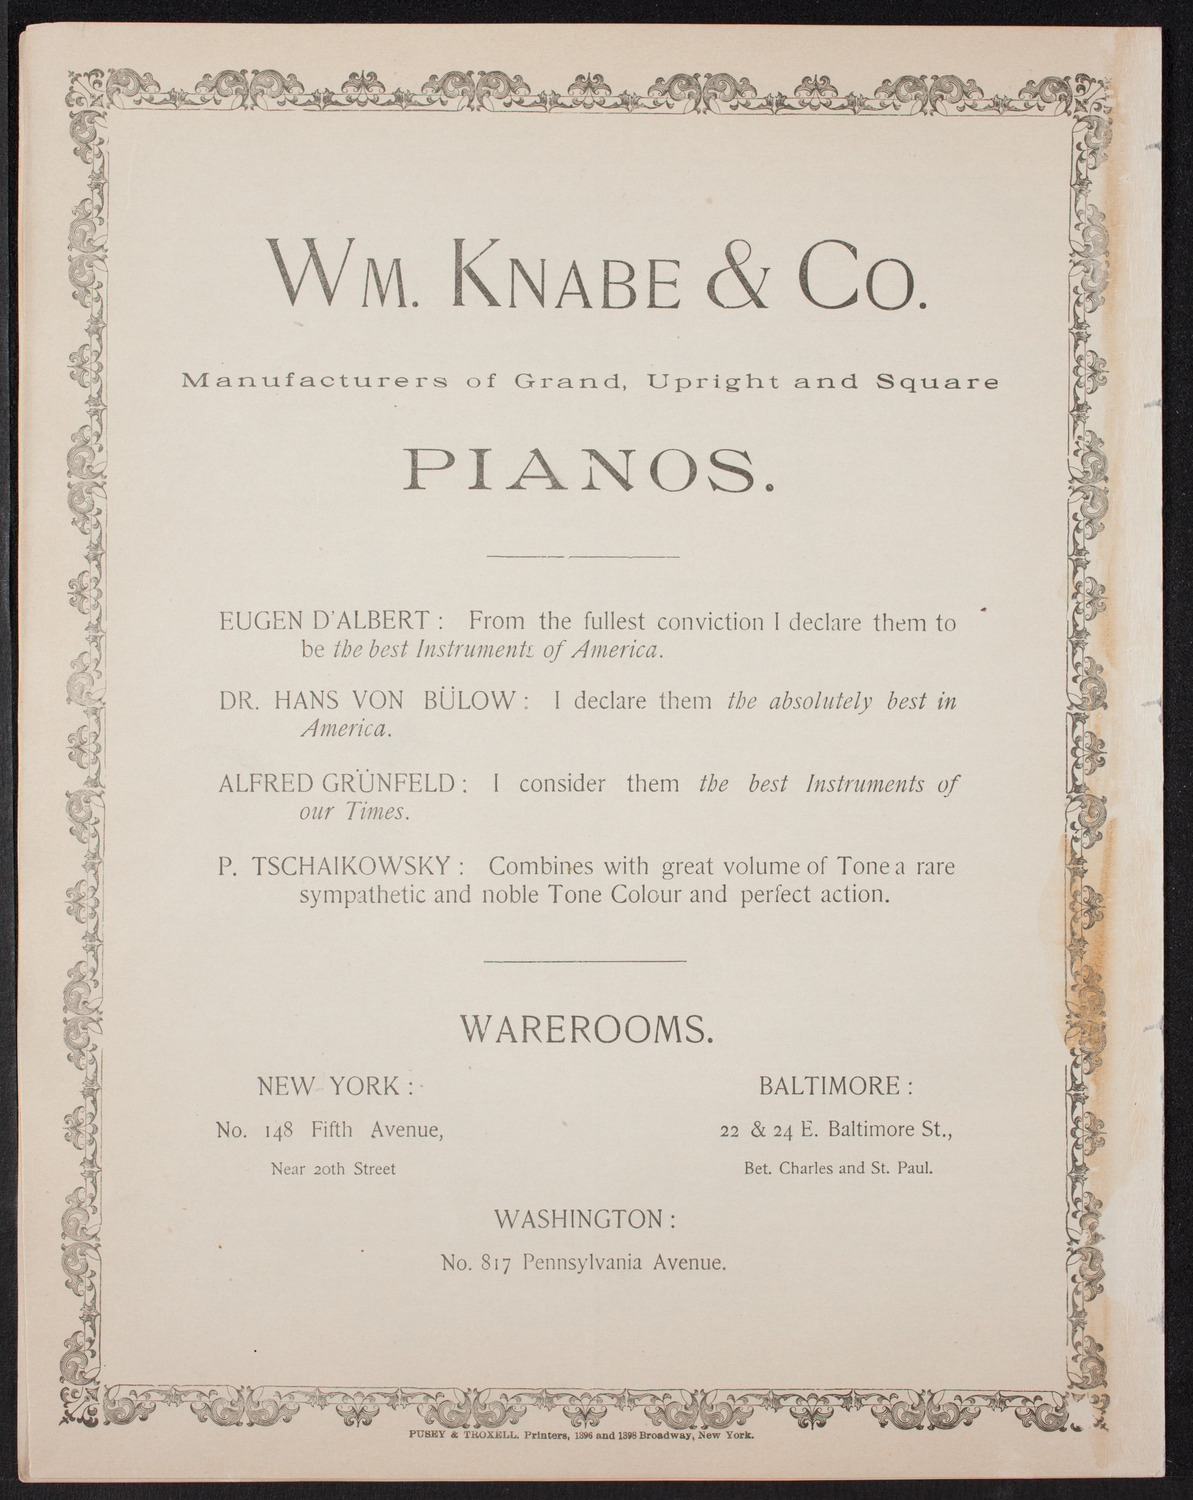 WM. KNABE & CO.
Manufacturers of Grand, Upright and Square
PIANOS.
EUGEN D'ALBERT : From the fullest conviction I declare them to
be the best Instruments of America.
DR. HANS VON BÜLOW : I declare them the absolutely best in
America.
ALFRED GRÜNFELD : I consider them the best Instruments of
our Times.
P. TSCHAIKOWSKY : Combines with great volume of Tone a rare
sympathetic and noble Tone Colour and perfect action.
WAREROOMS.
NEW YORK :
No. 148 Fifth Avenue,
Near 20th Street
BALTIMORE :
22 & 24 E. Baltimore St.,
Bet. Charles and St. Paul.
WASHINGTON :
No. 817 Pennsylvania Avenue.
PUSEY & TROXELL, Printers, 1396 and 1398 Broadway, New York.